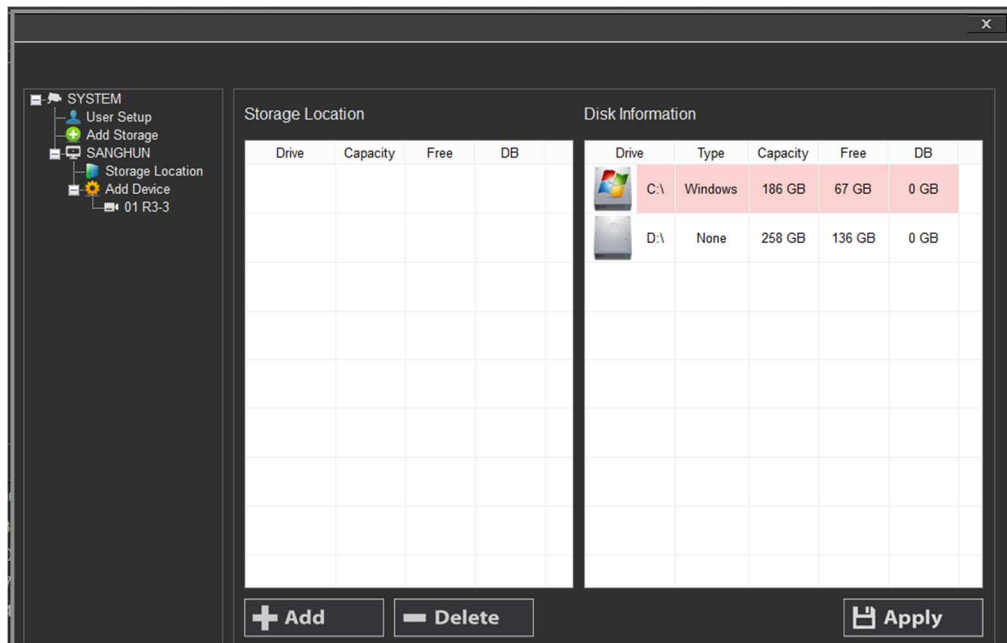 X
SYSTEM
User Setup
Add Storage
SANGHUN
Storage Location
Add Device
01 R3-3
Storage Location
Drive Capacity Free DB
Disk Information
Drive Type Capacity Free DB
C:\ Windows 186 GB 67 GB 0 GB
D:\ None 258 GB 136 GB 0 GB
Add
Delete
Apply